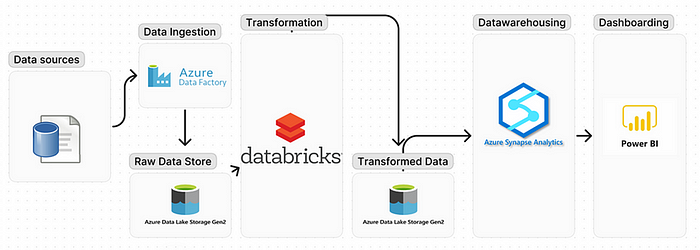 Data sources
Data Ingestion
Azure
Data Factory
Raw Data Store
Azure Data Lake Storage Gen2
Transformation
databricks
Transformed Data
Azure Data Lake Storage Gen2
Datawarehousing
Azure Synapse Analytics
Dashboarding
Power BI